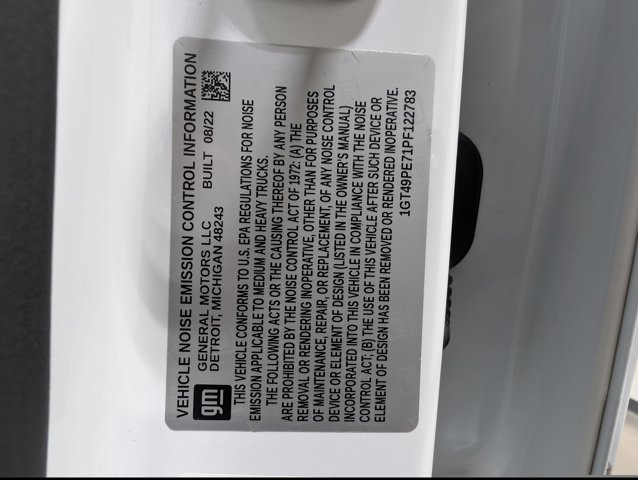 VEHICLE NOISE EMISSION CONTROL INFORMATION
gm
GENERAL MOTORS LLC
DETROIT, MICHIGAN 48243 BUILT 08/22
THIS VEHICLE CONFORMS TO U.S. EPA REGULATIONS FOR NOISE
EMISSION APPLICABLE TO MEDIUM AND HEAVY TRUCKS.
THE FOLLOWING ACTS OR THE CAUSING THEREOF BY ANY PERSON
ARE PROHIBITED BY THE NOISE CONTROL ACT OF 1972: (A) THE
REMOVAL OR RENDERING INOPERATIVE, OTHER THAN FOR PURPOSES
OF MAINTENANCE, REPAIR, OR REPLACEMENT, OF ANY NOISE CONTROL
DEVICE OR ELEMENT OF DESIGN (LISTED IN THE OWNER'S MANUAL)
INCORPORATED INTO THIS VEHICLE IN COMPLIANCE WITH THE NOISE
CONTROL ACT; (B) THE USE OF THIS VEHICLE AFTER SUCH DEVICE OR
ELEMENT OF DESIGN HAS BEEN REMOVED OR RENDERED INOPERATIVE.
1GT49PE71PF122783